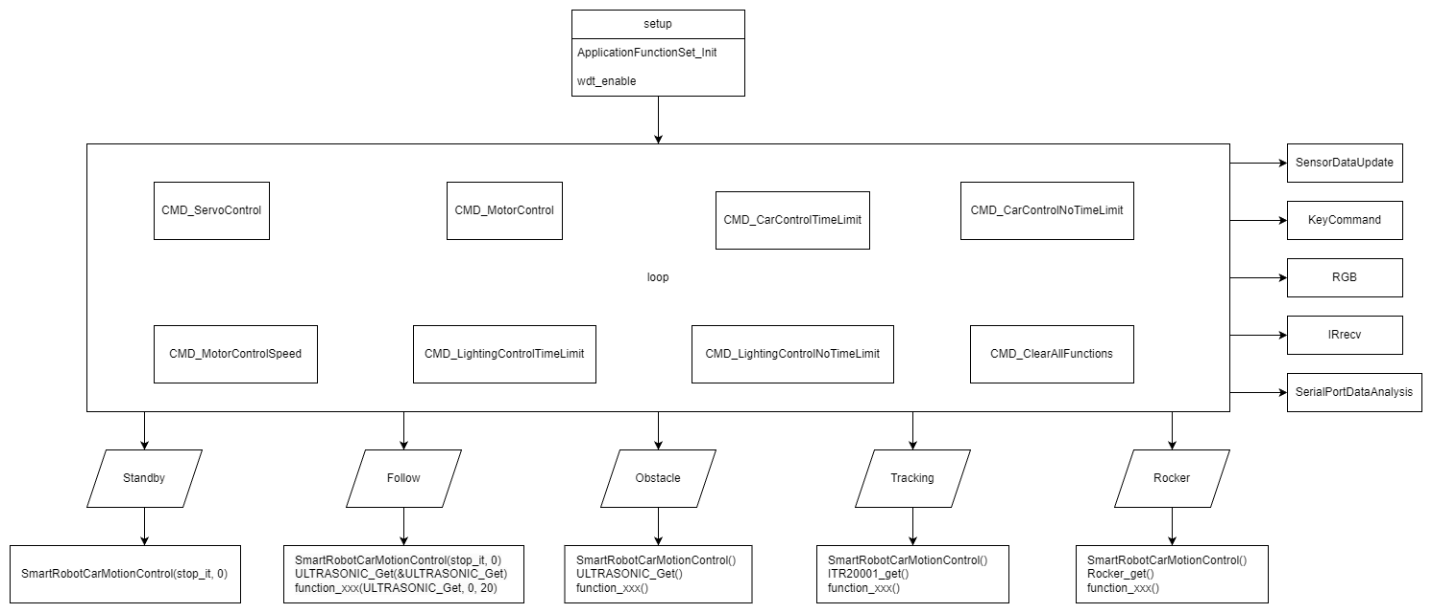 setup
ApplicationFunctionSet_Init
wdt_enable
SensorDataUpdate
CMD_ServoControl
CMD_MotorControl
CMD_CarControlTimeLimit
CMD_CarControlNoTimeLimit
KeyCommand
loop
RGB
IRrecv
CMD_MotorControlSpeed
CMD_LightingControlTimeLimit
CMD_LightingControlNoTimeLimit
CMD_ClearAllFunctions
SerialPortDataAnalysis
Standby
Follow
Obstacle
Tracking
Rocker
SmartRobotCarMotionControl(stop_it, 0)
SmartRobotCarMotionControl(stop_it, 0)
ULTRASONIC_Get(&ULTRASONIC_Get)
function_xxx(ULTRASONIC_Get, 0, 20)
SmartRobotCarMotionControl()
ULTRASONIC_Get()
function_xxx()
SmartRobotCarMotionControl()
ITR20001_get()
function_xxx()
SmartRobotCarMotionControl()
Rocker_get()
function_xxx()